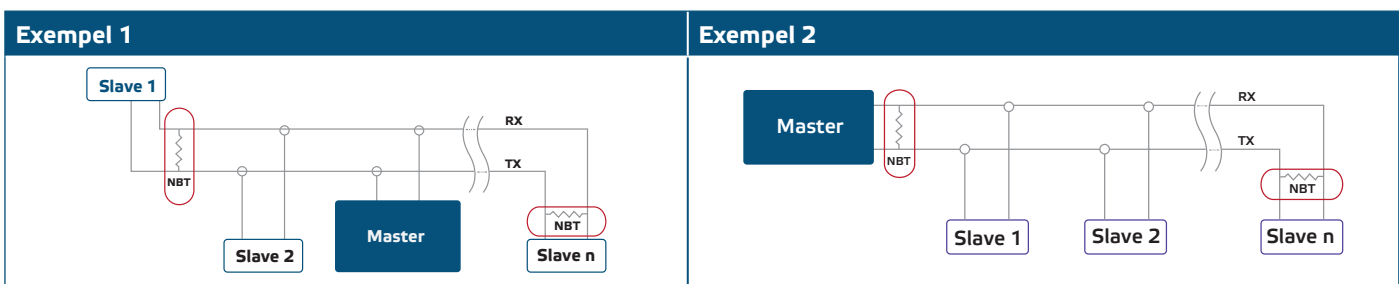 Exempel 1
Slave 1
RX
TX
NBT
NBT
Master
Slave 2
Slave n
Exempel 2
Master
RX
TX
NBT
NBT
Slave 1
Slave 2
Slave n